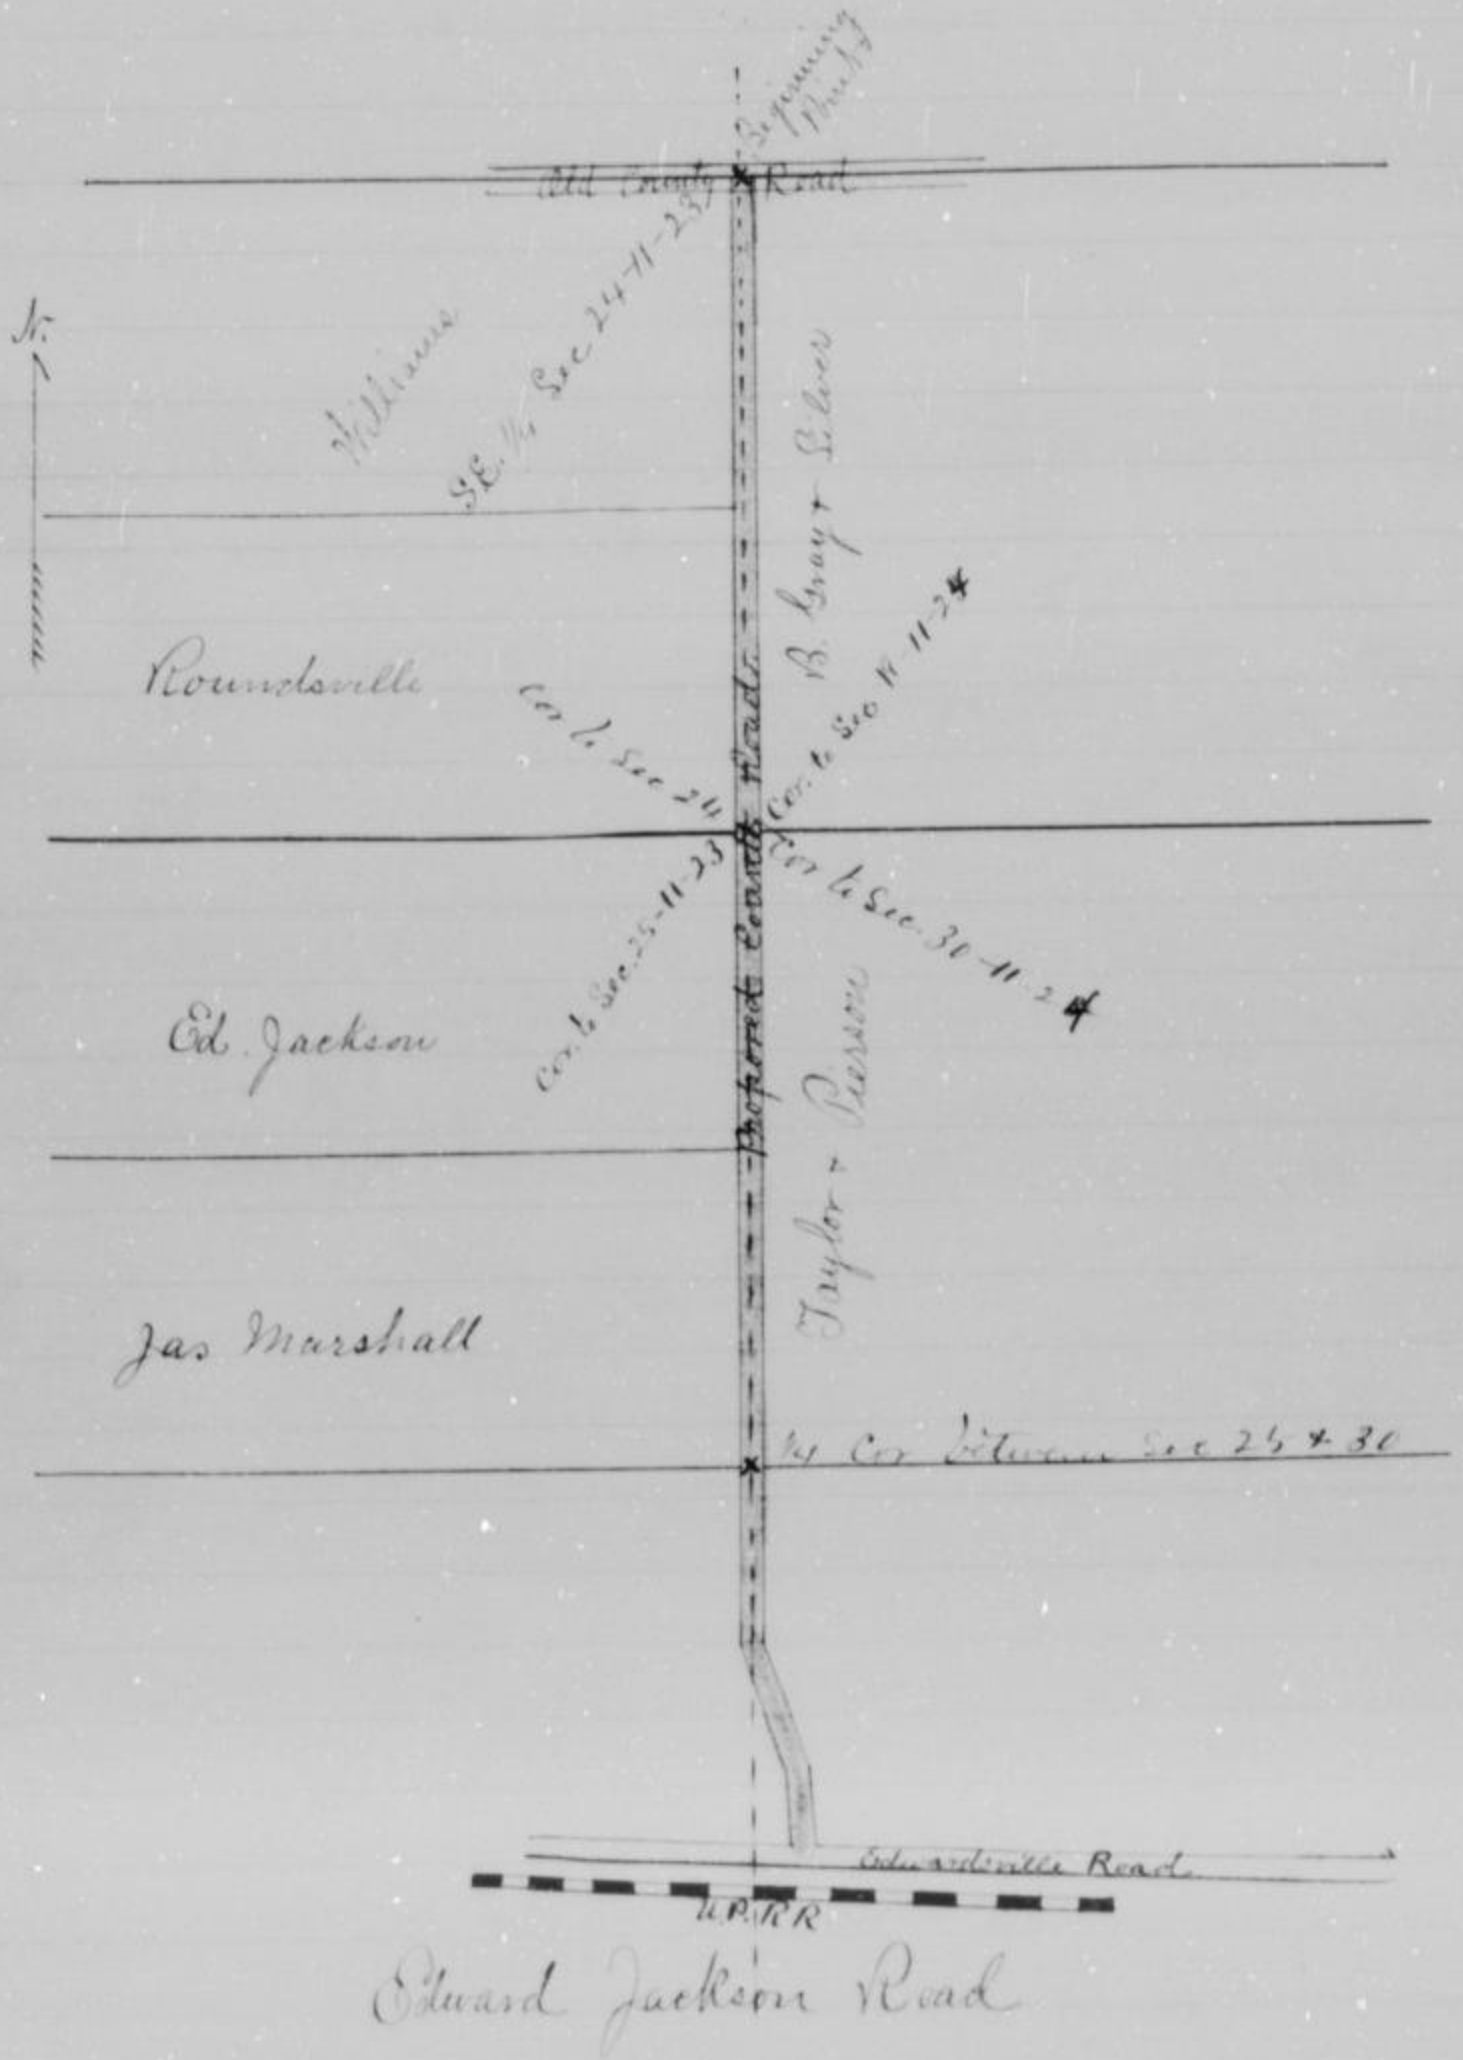 Beginning
Point
Old County Road
N.
Williams
S.E. 1/4 Sec 24-11-23
B. Gray & Silver
Roundsville
Cor to Sec 24
Cor. to Sec 11-24
Proposed County Road
Cor. to Sec. 25-11-23
Cor to Sec. 30-11-24
Ed. Jackson
Taylor & Pierson
Jas Marshall
1/4 Cor between Sec 25 & 30
Edwardsville Road
U.P.R R
Edward Jackson Road